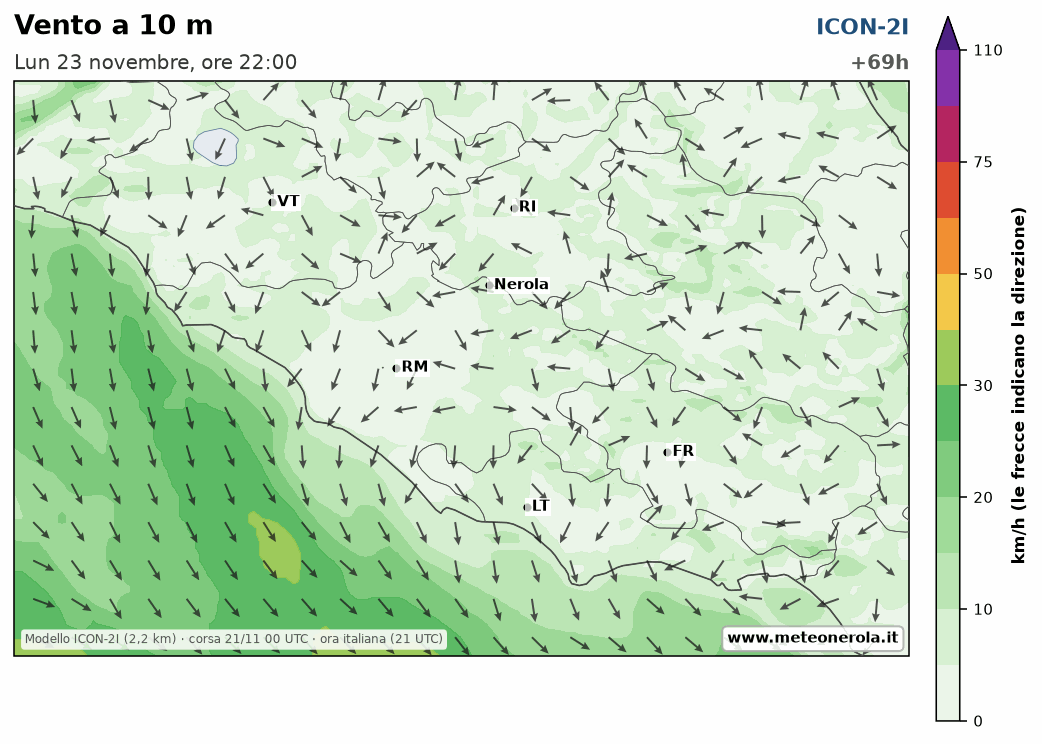 Vento a 10 m
ICON-2I
Lun 23 novembre, ore 22:00
+69h
110
75
50
30
20
10
0
km/h (le frecce indicano la direzione)
VT
RI
Nerola
RM
FR
LT
Modello ICON-2I (2,2 km) · corsa 21/11 00 UTC · ora italiana (21 UTC)
www.meteonerola.it